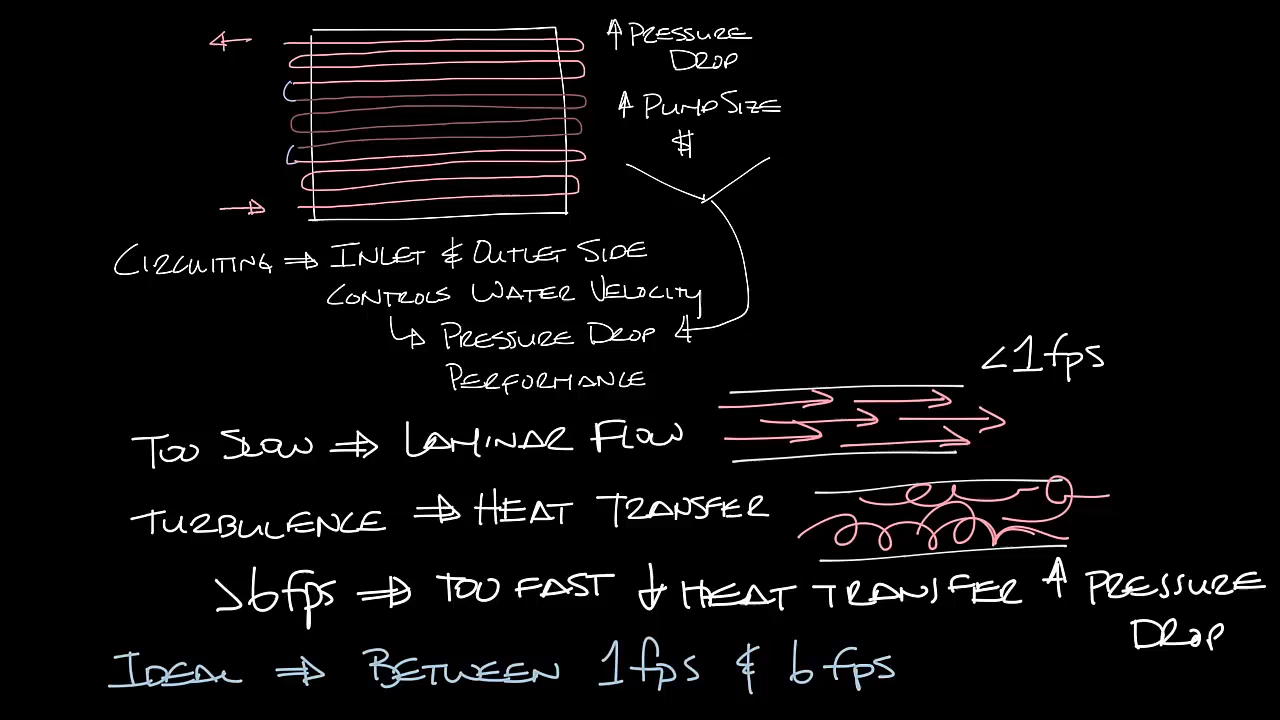 ↑ PRESSURE
DROP
↑ PUMP SIZE
$
CIRCUITING ⇒ INLET & OUTLET SIDE
CONTROLS WATER VELOCITY
↳ PRESSURE DROP
PERFORMANCE
<1fps
TOO SLOW ⇒ LAMINAR FLOW
TURBULENCE ⇒ HEAT TRANSFER
>6fps ⇒ TOO FAST ↓ HEAT TRANSFER ↑ PRESSURE
DROP
IDEAL ⇒ BETWEEN 1fps & 6fps